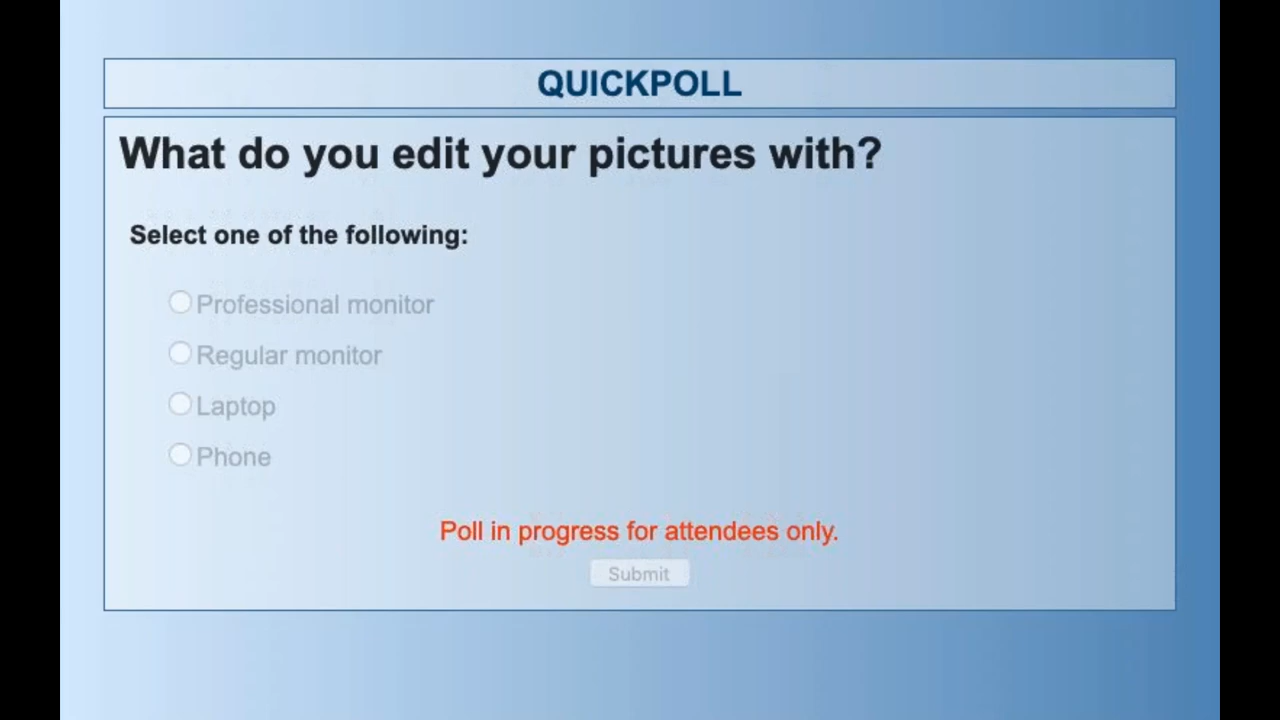 QUICKPOLL
What do you edit your pictures with?
Select one of the following:
Professional monitor
Regular monitor
Laptop
Phone
Poll in progress for attendees only.
Submit